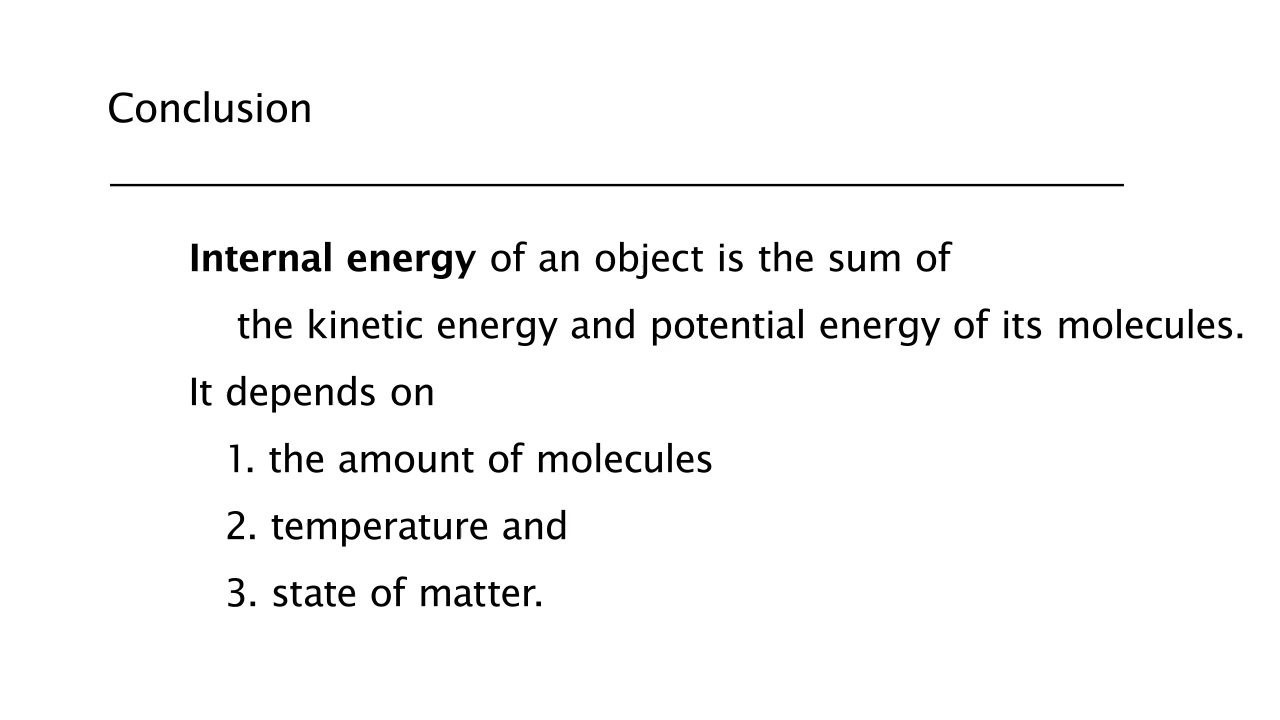 Conclusion
Internal energy of an object is the sum of
the kinetic energy and potential energy of its molecules.
It depends on
1. the amount of molecules
2. temperature and
3. state of matter.